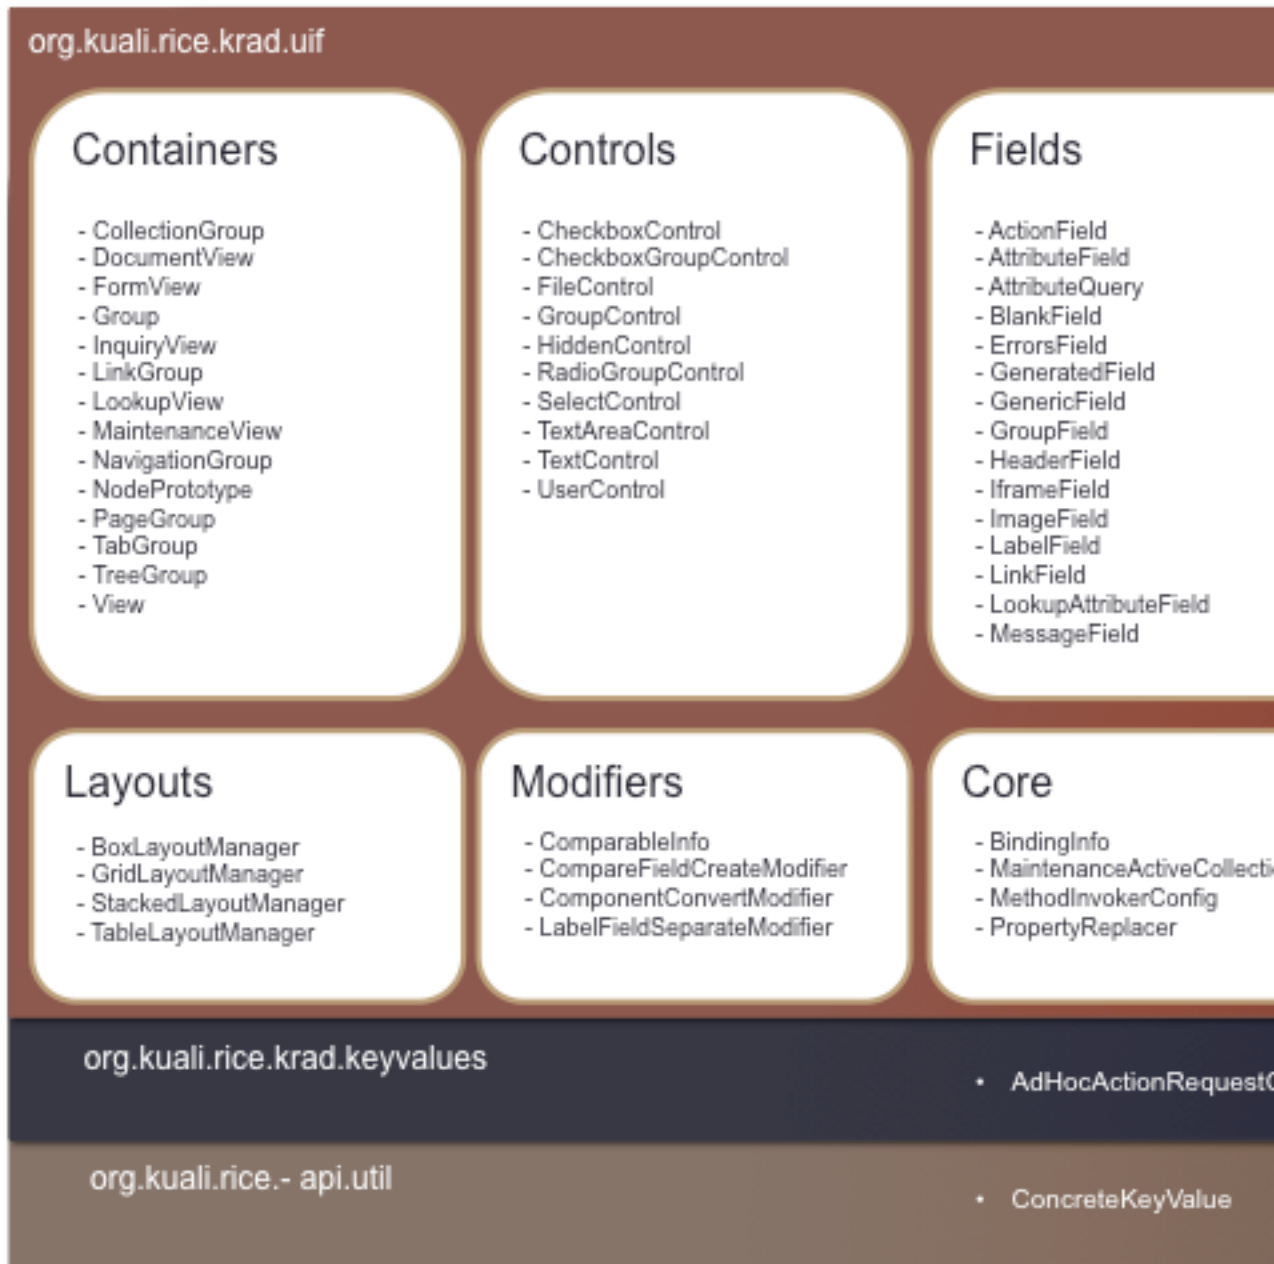 org.kuali.rice.krad.uif
Containers
- CollectionGroup
- DocumentView
- FormView
- Group
- InquiryView
- LinkGroup
- LookupView
- MaintenanceView
- NavigationGroup
- NodePrototype
- PageGroup
- TabGroup
- TreeGroup
- View
Controls
- CheckboxControl
- CheckboxGroupControl
- FileControl
- GroupControl
- HiddenControl
- RadioGroupControl
- SelectControl
- TextAreaControl
- TextControl
- UserControl
Fields
- ActionField
- AttributeField
- AttributeQuery
- BlankField
- ErrorsField
- GeneratedField
- GenericField
- GroupField
- HeaderField
- IframeField
- ImageField
- LabelField
- LinkField
- LookupAttributeField
- MessageField
Layouts
- BoxLayoutManager
- GridLayoutManager
- StackedLayoutManager
- TableLayoutManager
Modifiers
- ComparableInfo
- CompareFieldCreateModifier
- ComponentConvertModifier
- LabelFieldSeparateModifier
Core
- BindingInfo
- MaintenanceActiveCollecti
- MethodInvokerConfig
- PropertyReplacer
org.kuali.rice.krad.keyvalues
• AdHocActionRequestC
org.kuali.rice.- api.util
• ConcreteKeyValue